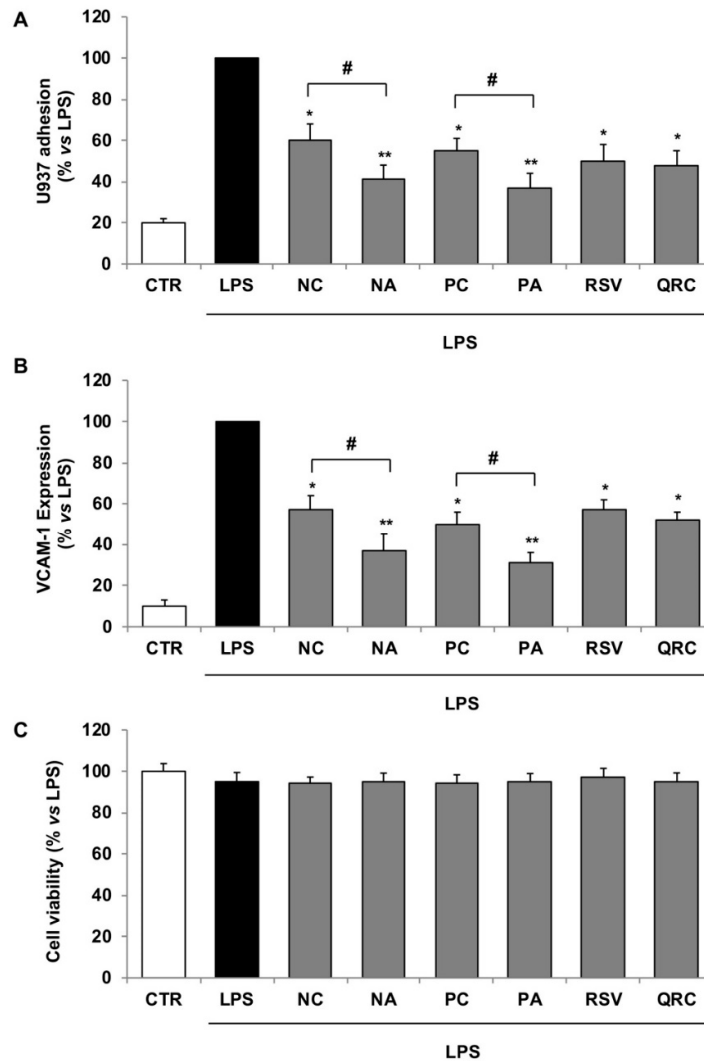 A
U937 adhesion
(% vs LPS)
120
100
80
60
40
20
0
#
#
*
**
*
**
*
*
CTR LPS NC NA PC PA RSV QRC
LPS
B
VCAM-1 Expression
(% vs LPS)
120
100
80
60
40
20
0
#
#
*
**
*
**
*
*
CTR LPS NC NA PC PA RSV QRC
LPS
C
Cell viability (% vs LPS)
120
100
80
60
40
20
0
CTR LPS NC NA PC PA RSV QRC
LPS